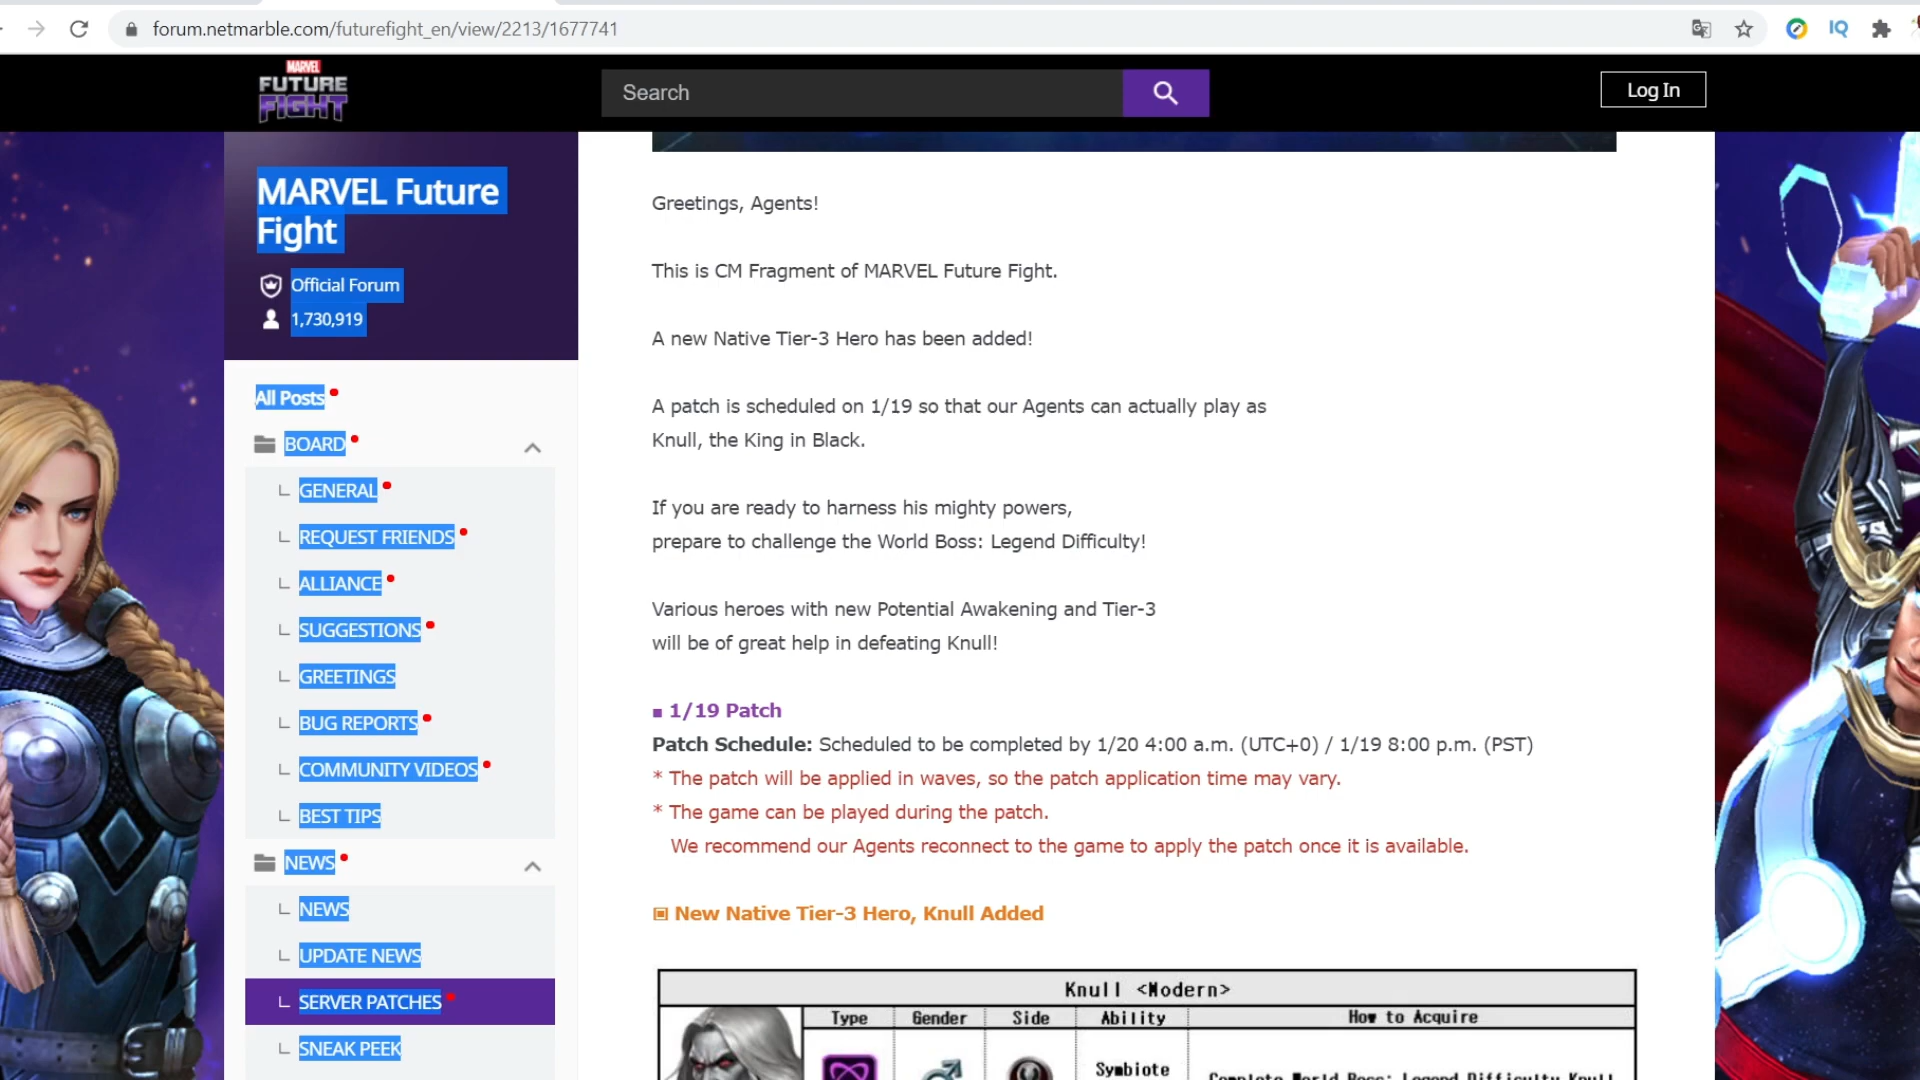 forum.netmarble.com/futurefight_en/view/2213/1677741
IQ
MARVEL
FUTURE
FIGHT
Search
Log In
MARVEL Future
Fight
Official Forum
1,730,919
All Posts
BOARD
GENERAL
REQUEST FRIENDS
ALLIANCE
SUGGESTIONS
GREETINGS
BUG REPORTS
COMMUNITY VIDEOS
BEST TIPS
NEWS
NEWS
UPDATE NEWS
SERVER PATCHES
SNEAK PEEK
Greetings, Agents!
This is CM Fragment of MARVEL Future Fight.
A new Native Tier-3 Hero has been added!
A patch is scheduled on 1/19 so that our Agents can actually play as
Knull, the King in Black.
If you are ready to harness his mighty powers,
prepare to challenge the World Boss: Legend Difficulty!
Various heroes with new Potential Awakening and Tier-3
will be of great help in defeating Knull!
■ 1/19 Patch
Patch Schedule: Scheduled to be completed by 1/20 4:00 a.m. (UTC+0) / 1/19 8:00 p.m. (PST)
* The patch will be applied in waves, so the patch application time may vary.
* The game can be played during the patch.
We recommend our Agents reconnect to the game to apply the patch once it is available.
▣ New Native Tier-3 Hero, Knull Added
Knull <Modern>
Type Gender Side Ability How to Acquire
Symbiote
Complete World Boss: Legend Difficulty Knull